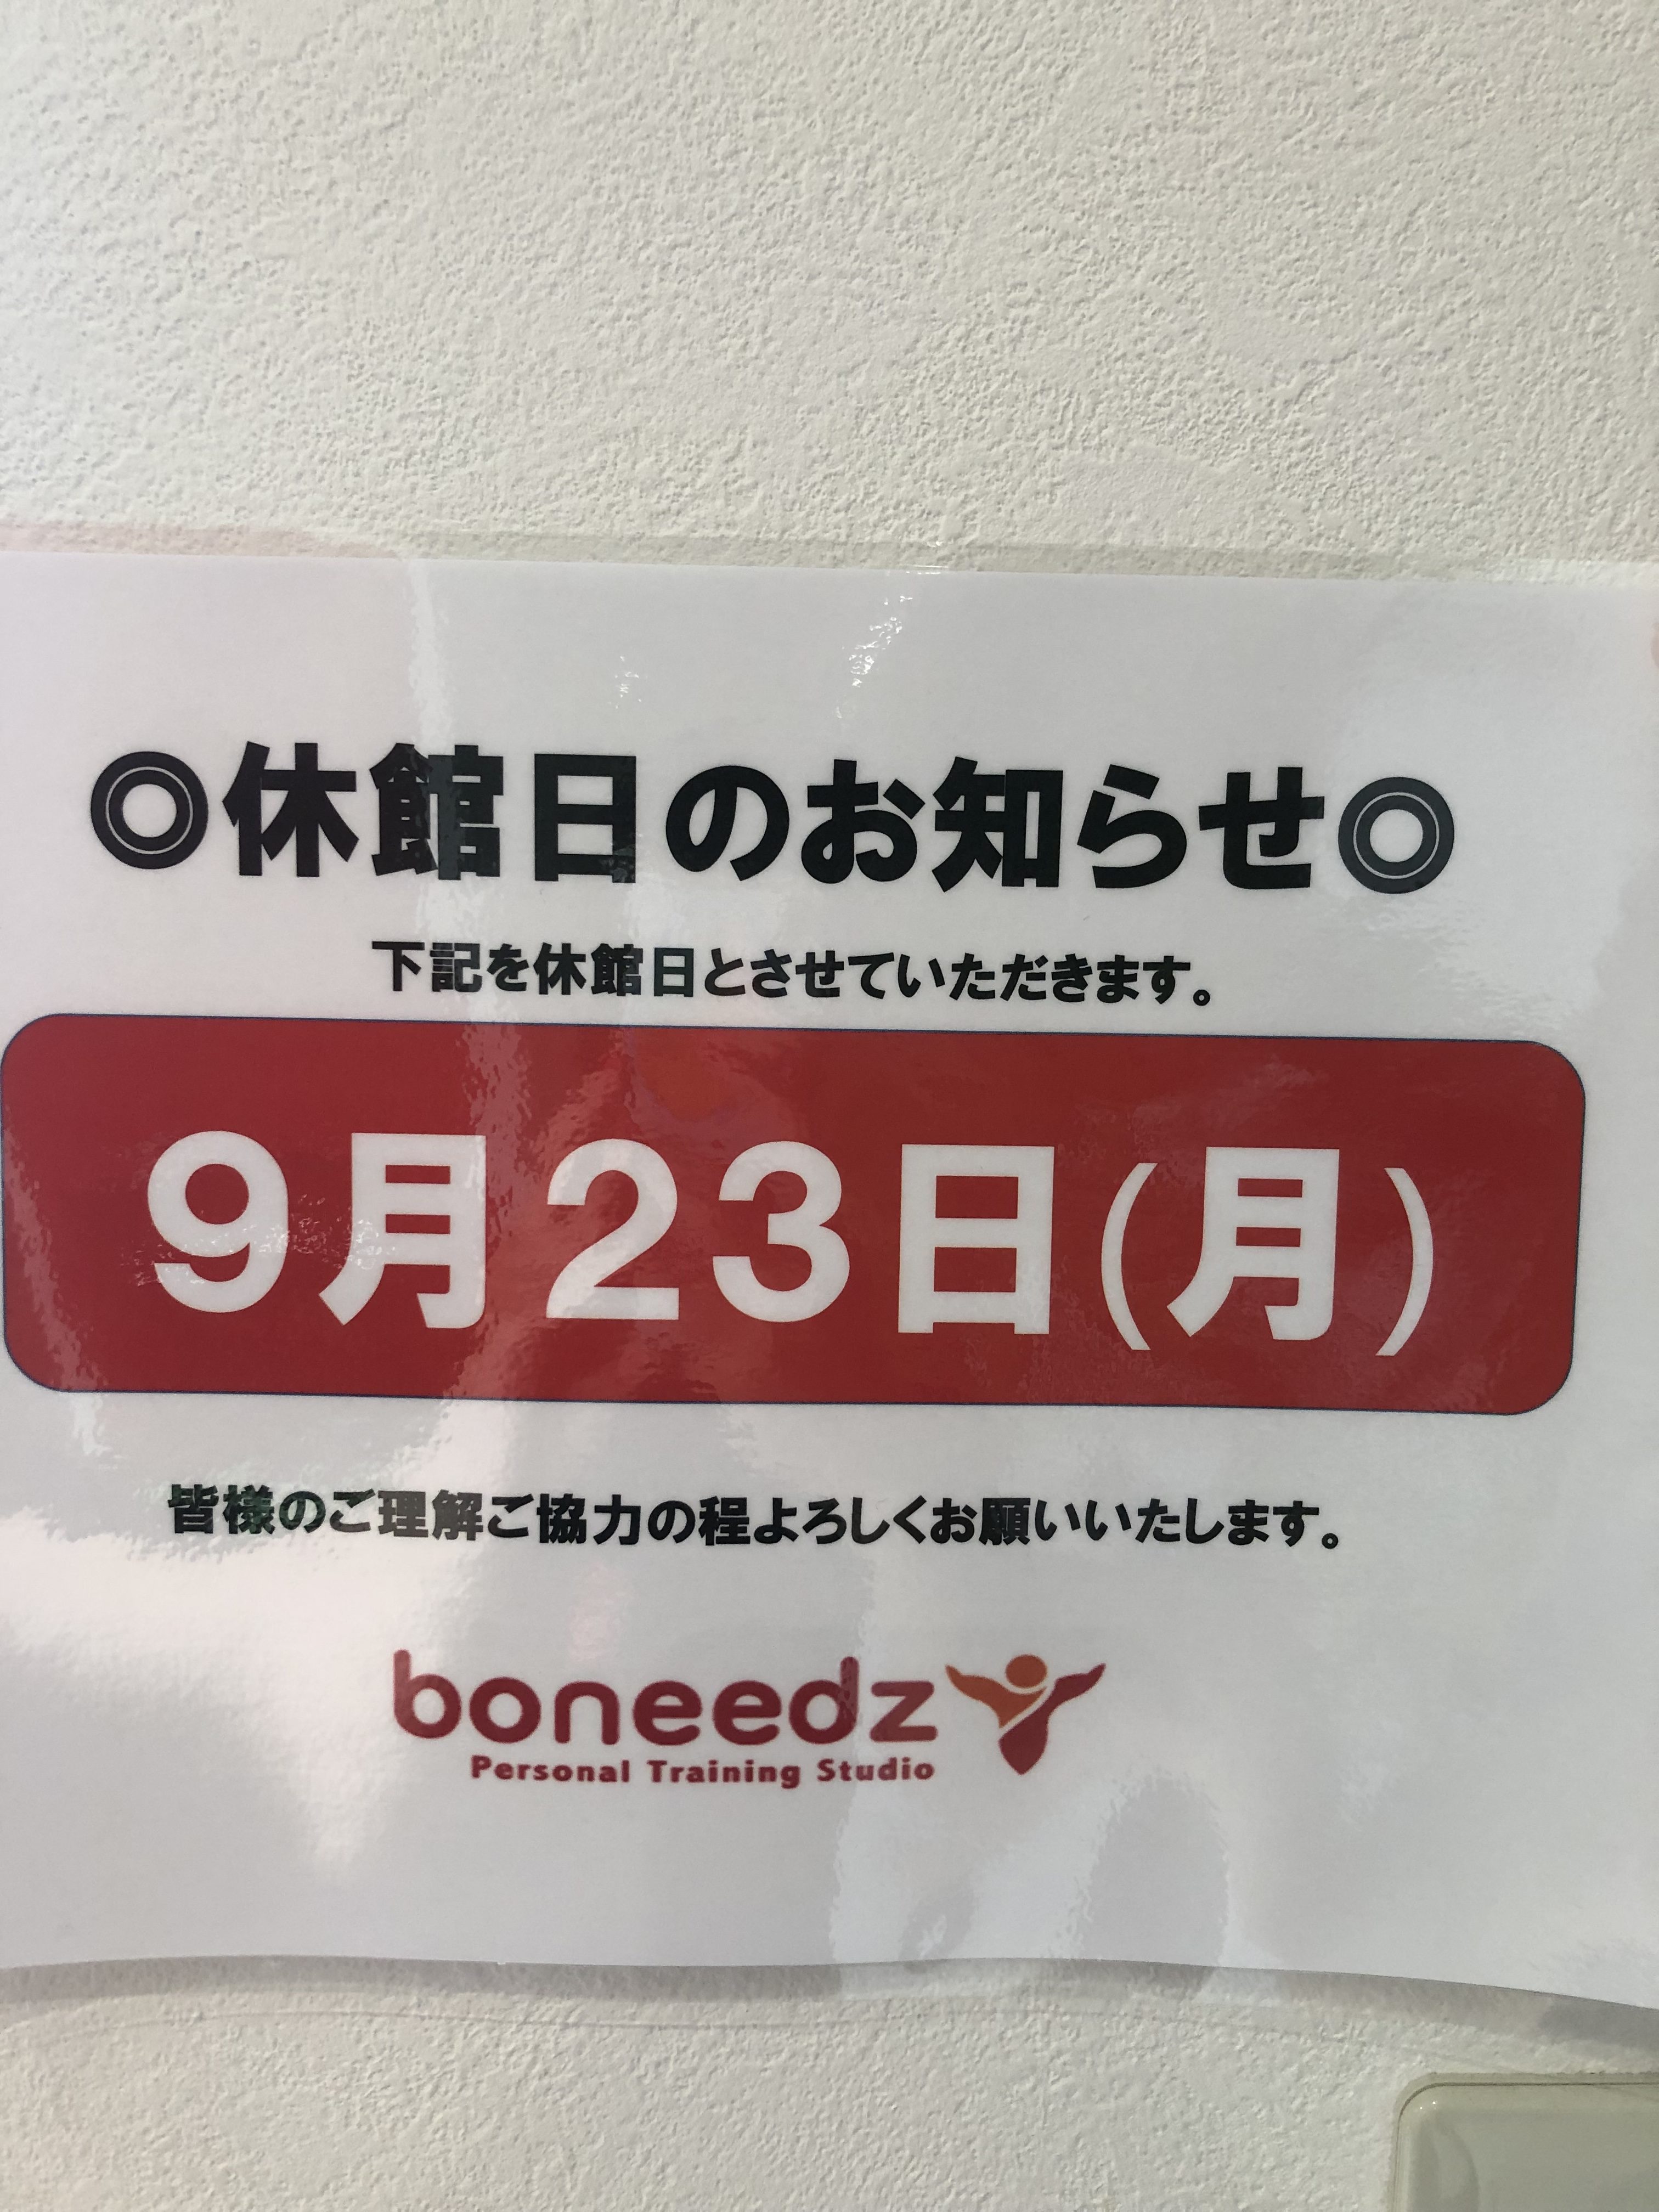 ◎休館日のお知らせ◎
下記を休館日とさせていただきます。
9月23日(月)
皆様のご理解ご協力の程よろしくお願いいたします。
boneedz
Personal Training Studio